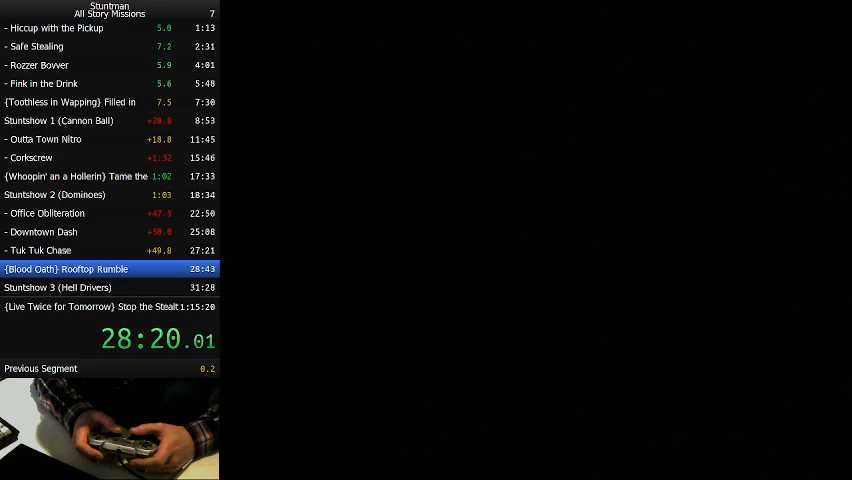 Stuntman
All Story Missions 7
- Hiccup with the Pickup 5.0 1:13
- Safe Stealing 7.2 2:31
- Rozzer Bovver 5.9 4:01
- Fink in the Drink 5.6 5:48
{Toothless in Wapping} Filled in 7.5 7:30
Stuntshow 1 (Cannon Ball) +28.8 8:53
- Outta Town Nitro +18.8 11:45
- Corkscrew +1:32 15:46
{Whoopin' an a Hollerin} Tame the 1:02 17:33
Stuntshow 2 (Dominoes) 1:03 18:34
- Office Obliteration +47.5 22:50
- Downtown Dash +50.0 25:08
- Tuk Tuk Chase +49.8 27:21
{Blood Oath} Rooftop Rumble 28:43
Stuntshow 3 (Hell Drivers) 31:28
{Live Twice for Tomorrow} Stop the Stealt 1:15:20
28:20.01
Previous Segment 0.2